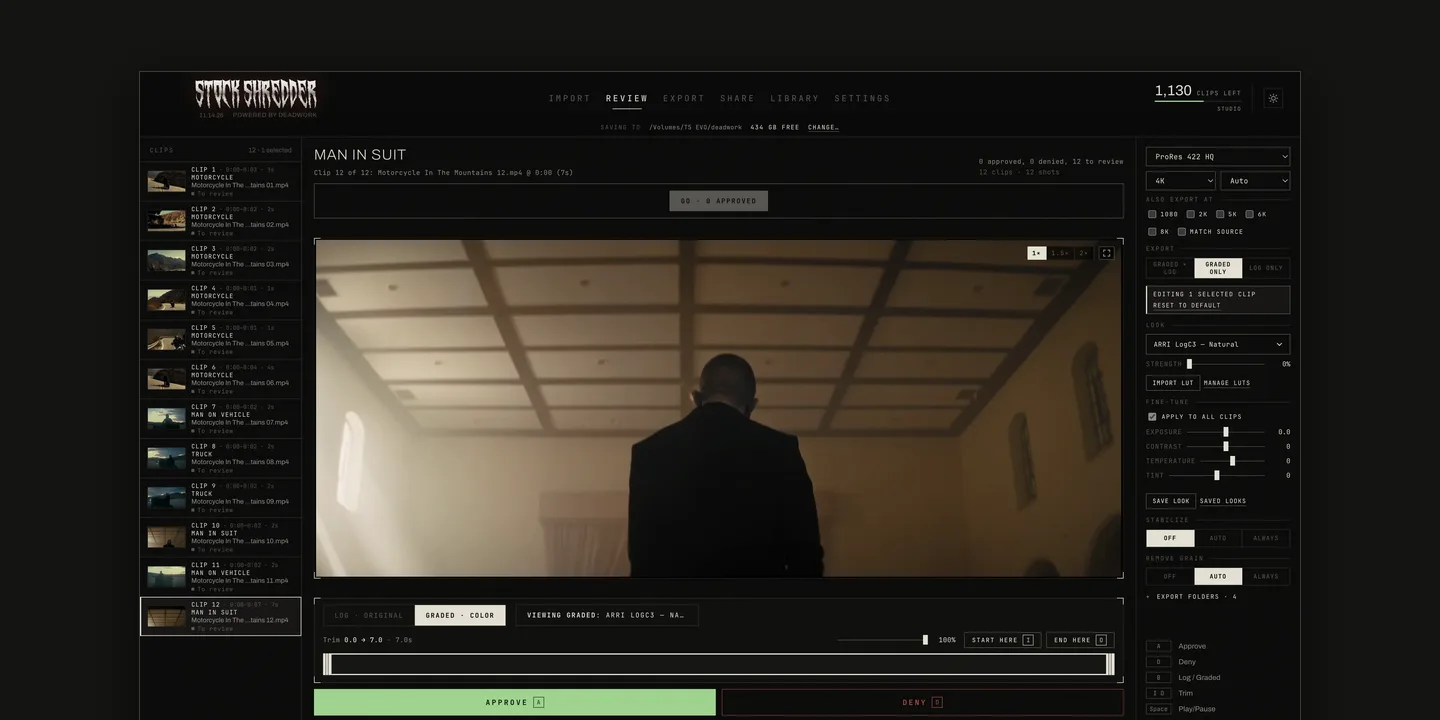 STOCK SHREDDER
POWERED BY DEADWORK
IMPORT REVIEW EXPORT SHARE LIBRARY SETTINGS
1,130 CLIPS LEFT
STUDIO
SAVING TO /Volumes/TS EVO/deadwork 434 GB FREE CHANGE…
CLIPS 12 · 1 selected
CLIP 1
MOTORCYCLE
Motorcycle In The ...tains 01.mp4
To review
CLIP 2
MOTORCYCLE
Motorcycle In The ...tains 02.mp4
To review
CLIP 3
MOTORCYCLE
Motorcycle In The ...tains 03.mp4
To review
CLIP 4
MOTORCYCLE
Motorcycle In The ...tains 04.mp4
To review
CLIP 5
MOTORCYCLE
Motorcycle In The ...tains 05.mp4
To review
CLIP 6
MOTORCYCLE
Motorcycle In The ...tains 06.mp4
To review
CLIP 7
MAN ON VEHICLE
Motorcycle In The ...tains 07.mp4
To review
CLIP 8
TRUCK
Motorcycle In The ...tains 08.mp4
To review
CLIP 9
TRUCK
Motorcycle In The ...tains 09.mp4
To review
CLIP 10
MAN IN SUIT
Motorcycle In The ...tains 10.mp4
To review
CLIP 11
MAN ON VEHICLE
Motorcycle In The ...tains 11.mp4
To review
CLIP 12
MAN IN SUIT
Motorcycle In The ...tains 12.mp4
To review
MAN IN SUIT
Clip 12 of 12: Motorcycle In The Mountains 12.mp4 @ 0:00 (7s)
0 approved, 0 denied, 12 to review
12 clips · 12 shots
GO · 0 APPROVED
1× 1.5× 2×
LOG · ORIGINAL GRADED · COLOR VIEWING GRADED: ARRI LOGC3 — NA…
Trim 0.0 → 7.0 · 7.0s 100% START HERE I END HERE O
APPROVE A DENY D
ProRes 422 HQ
4K Auto
ALSO EXPORT AT
1080 2K 5K 6K
8K MATCH SOURCE
EXPORT
GRADED + LOG
GRADED ONLY
LOG ONLY
EDITING 1 SELECTED CLIP
RESET TO DEFAULT
LOOK
ARRI LogC3 — Natural
STRENGTH 0%
IMPORT LUT MANAGE LUTS
FINE-TUNE
APPLY TO ALL CLIPS
EXPOSURE 0.0
CONTRAST 0
TEMPERATURE 0
TINT 0
SAVE LOOK SAVED LOOKS
STABILIZE
OFF AUTO ALWAYS
REMOVE GRAIN
OFF AUTO ALWAYS
EXPORT FOLDERS · 4
A Approve
D Deny
B Log / Graded
I O Trim
Space Play/Pause